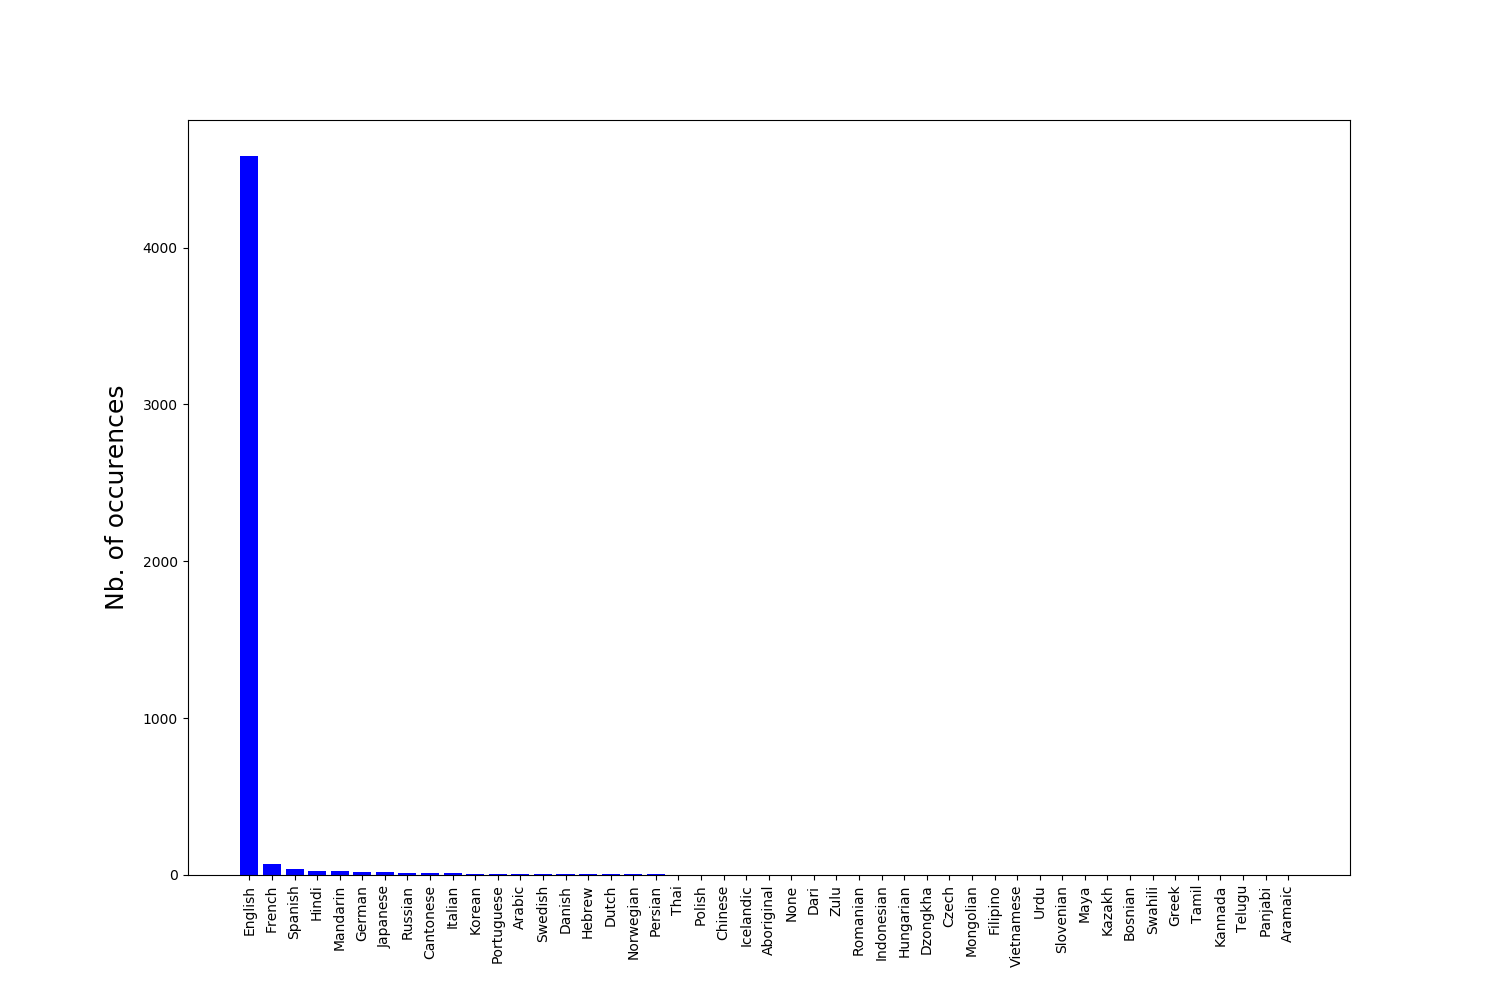 Nb. of occurences
4000
3000
2000
1000
0
English
French
Spanish
Hindi
Mandarin
German
Japanese
Russian
Cantonese
Italian
Korean
Portuguese
Arabic
Swedish
Danish
Hebrew
Dutch
Norwegian
Persian
Thai
Polish
Chinese
Icelandic
Aboriginal
None
Dari
Zulu
Romanian
Indonesian
Hungarian
Dzongkha
Czech
Mongolian
Filipino
Vietnamese
Urdu
Slovenian
Maya
Kazakh
Bosnian
Swahili
Greek
Tamil
Kannada
Telugu
Panjabi
Aramaic